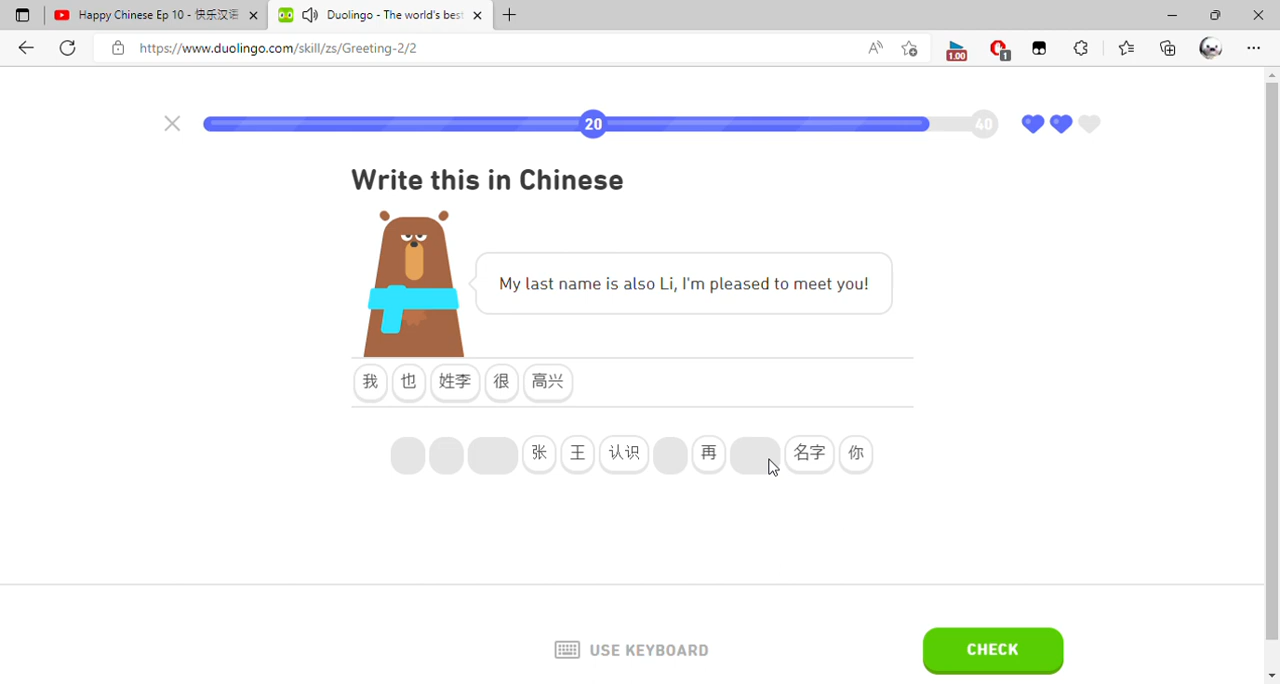 Happy Chinese Ep 10 - 快乐汉语
Duolingo - The world's best
https://www.duolingo.com/skill/zs/Greeting-2/2
1.00
1
20
40
Write this in Chinese
My last name is also Li, I'm pleased to meet you!
我 也 姓李 很 高兴
张 王 认识 再 名字 你
USE KEYBOARD
CHECK